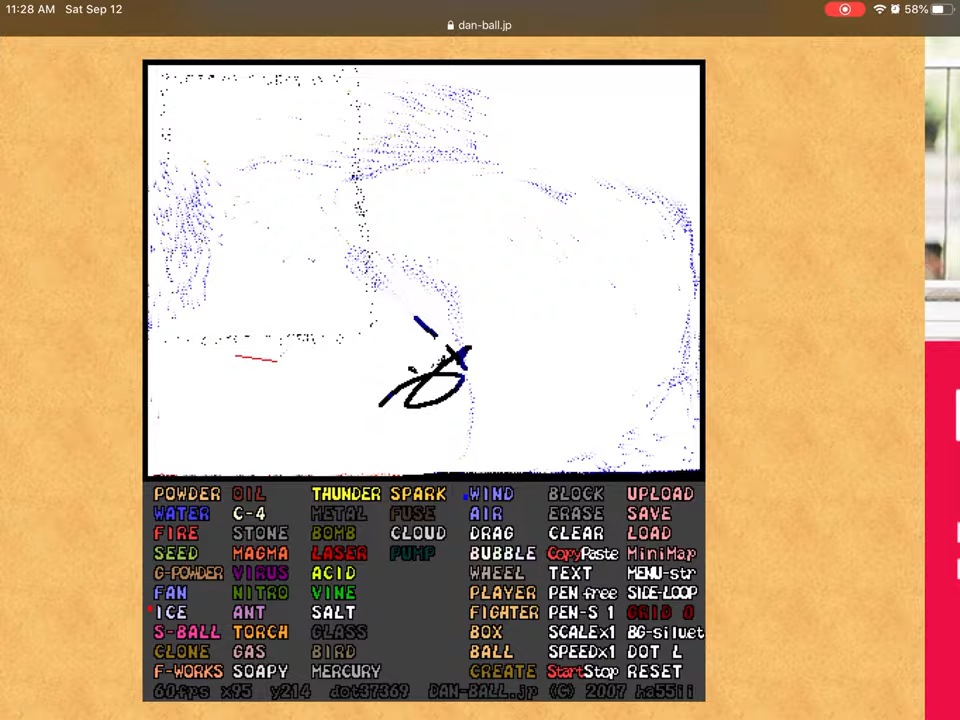 11:28 AM Sat Sep 12 58%
dan-ball.jp
POWDER OIL THUNDER SPARK WIND BLOCK UPLOAD
WATER C-4 METAL FUSE AIR ERASE SAVE
FIRE STONE BOMB CLOUD DRAG CLEAR LOAD
SEED MAGMA LASER PUMP BUBBLE CopyPaste MiniMap
G-POWDER VIRUS ACID WHEEL TEXT MENU-str
FAN NITRO VINE PLAYER PEN free SIDE-LOOP
ICE ANT SALT FIGHTER PEN-S 1 GRID 0
S-BALL TORCH GLASS BOX SCALEx1 BG-siluet
CLONE GAS BIRD BALL SPEEDx1 DOT L
F-WORKS SOAPY MERCURY CREATE StartStop RESET
60fps x95 y214 dot37369 DAN-BALL.jp (C) 2007 ha55ii